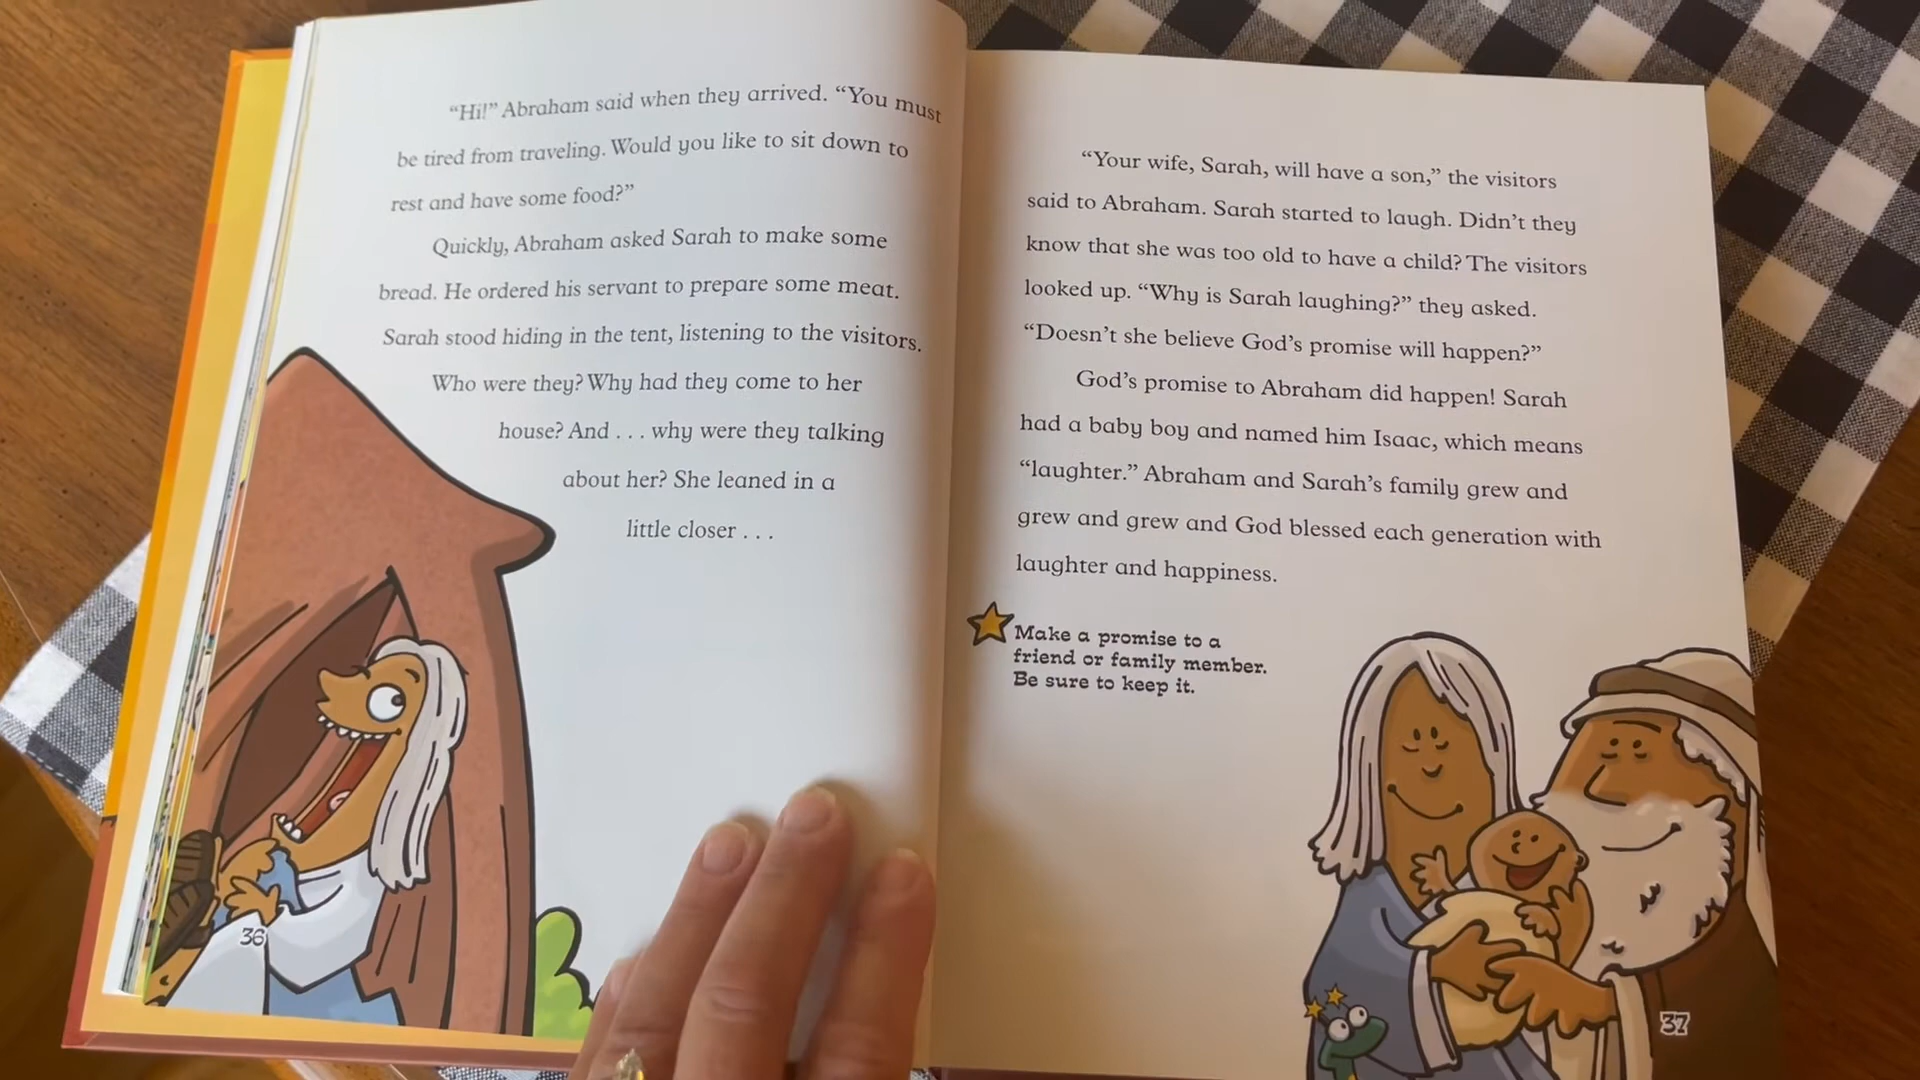 “Hi!” Abraham said when they arrived. “You must
be tired from traveling. Would you like to sit down to
rest and have some food?”
Quickly, Abraham asked Sarah to make some
bread. He ordered his servant to prepare some meat.
Sarah stood hiding in the tent, listening to the visitors.
Who were they? Why had they come to her
house? And . . . why were they talking
about her? She leaned in a
little closer . . .
36
“Your wife, Sarah, will have a son,” the visitors
said to Abraham. Sarah started to laugh. Didn’t they
know that she was too old to have a child? The visitors
looked up. “Why is Sarah laughing?” they asked.
“Doesn’t she believe God’s promise will happen?”
God’s promise to Abraham did happen! Sarah
had a baby boy and named him Isaac, which means
“laughter.” Abraham and Sarah’s family grew and
grew and grew and God blessed each generation with
laughter and happiness.
Make a promise to a
friend or family member.
Be sure to keep it.
37